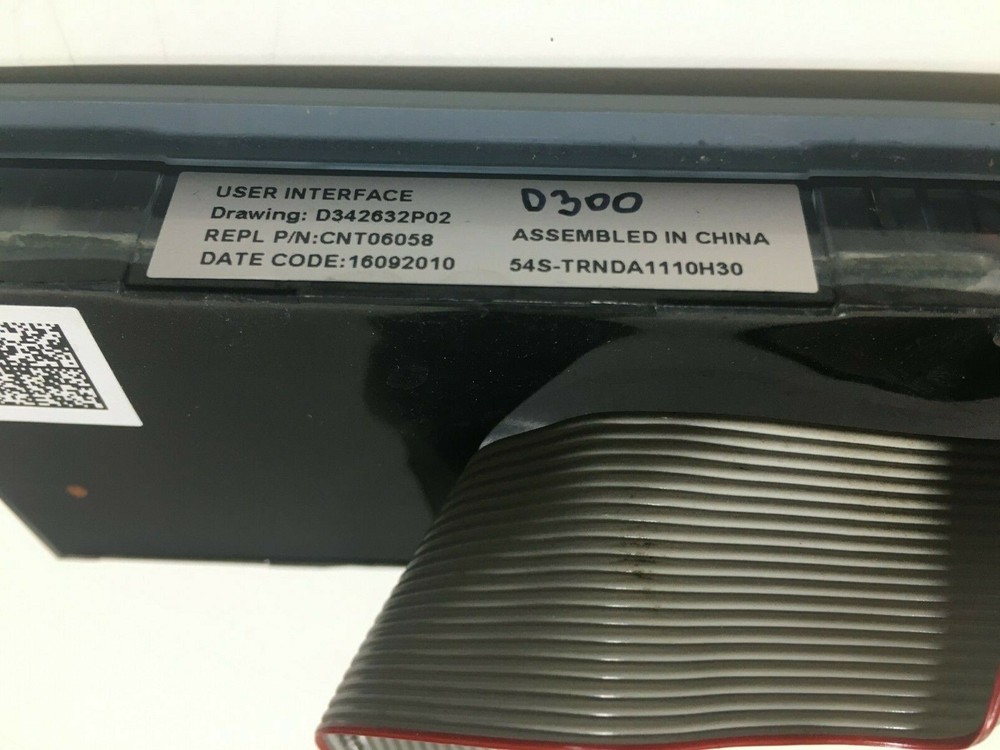 USER INTERFACE
Drawing: D342632P02
REPL P/N:CNT06058
DATE CODE:16092010
D300
ASSEMBLED IN CHINA
54S-TRNDA1110H30